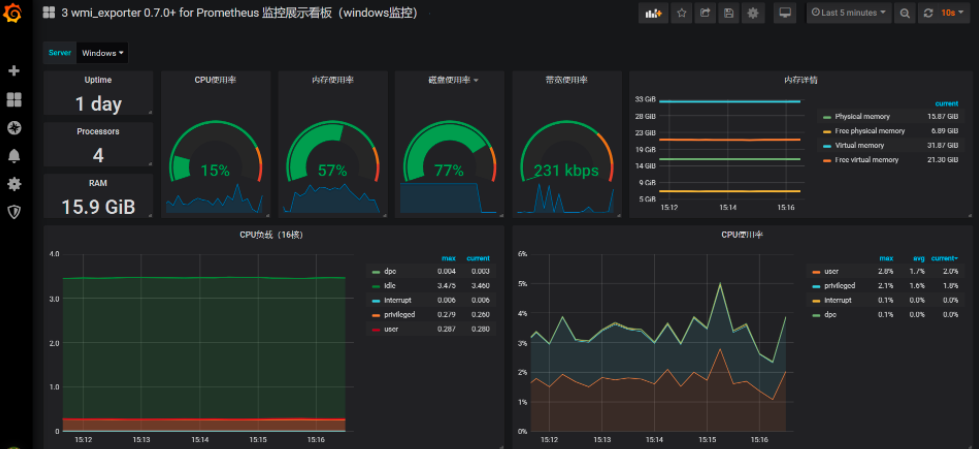 3 wmi_exporter 0.7.0+ for Prometheus 监控展示看板（windows监控）
Last 5 minutes
10s
Server
Windows
Uptime
1 day
Processors
4
RAM
15.9 GiB
CPU使用率
15%
内存使用率
57%
磁盘使用率
77%
带宽使用率
231 kbps
内存详情
33 GiB
28 GiB
23 GiB
19 GiB
14 GiB
9 GiB
5 GiB
15:12 15:14 15:16
current
Physical memory 15.87 GiB
Free physical memory 6.89 GiB
Virtual memory 31.87 GiB
Free virtual memory 21.30 GiB
CPU负载（16核）
4.0
3.0
2.0
1.0
0
15:12 15:13 15:14 15:15 15:16
max current
dpc 0.004 0.003
Idle 3.475 3.460
Interrupt 0.006 0.006
privileged 0.279 0.260
user 0.287 0.280
CPU使用率
6%
5%
4%
3%
2%
1%
0%
15:12 15:13 15:14 15:15 15:16
max avg current
user 2.8% 1.7% 2.0%
privileged 2.1% 1.6% 1.8%
Interrupt 0.1% 0.0% 0.0%
dpc 0.1% 0.0% 0.0%